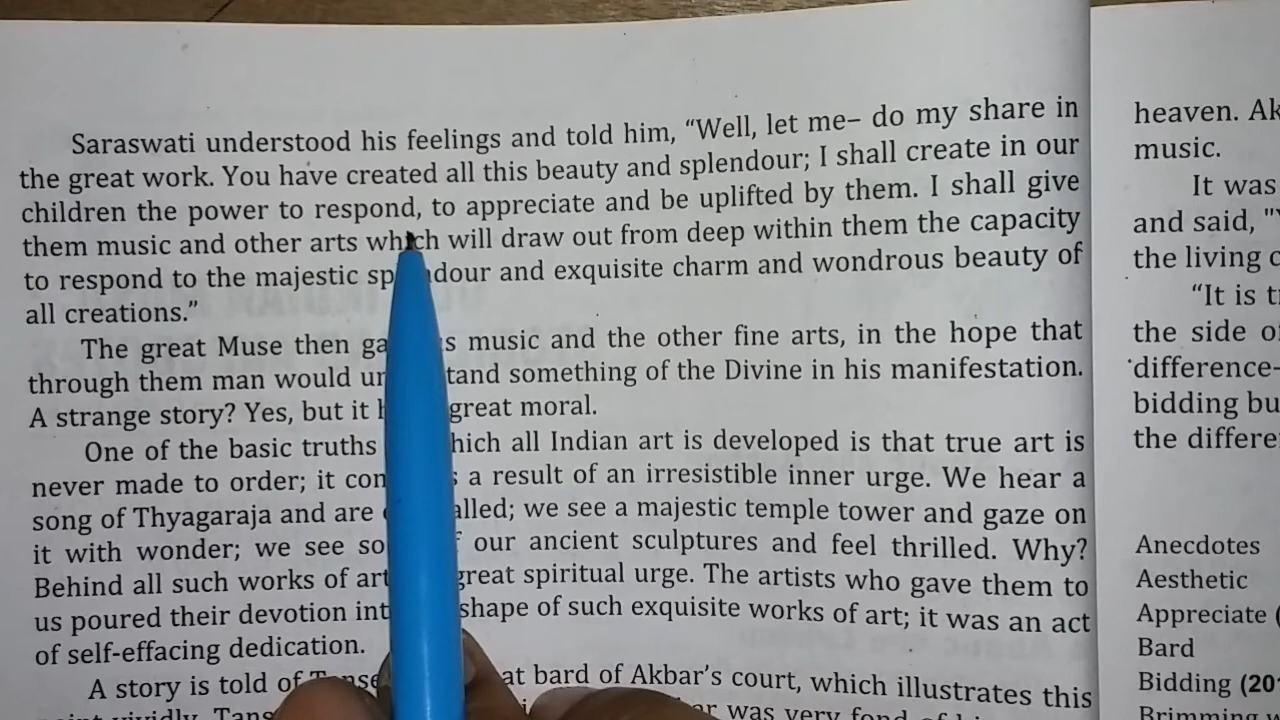 Saraswati understood his feelings and told him, “Well, let me– do my share in
the great work. You have created all this beauty and splendour; I shall create in our
children the power to respond, to appreciate and be uplifted by them. I shall give
them music and other arts which will draw out from deep within them the capacity
to respond to the majestic sp ndour and exquisite charm and wondrous beauty of
all creations.”
The great Muse then ga s music and the other fine arts, in the hope that
through them man would un tand something of the Divine in his manifestation.
A strange story? Yes, but it great moral.
One of the basic truths hich all Indian art is developed is that true art is
never made to order; it com a result of an irresistible inner urge. We hear a
song of Thyagaraja and are alled; we see a majestic temple tower and gaze on
it with wonder; we see so our ancient sculptures and feel thrilled. Why?
Behind all such works of art great spiritual urge. The artists who gave them to
us poured their devotion int shape of such exquisite works of art; it was an act
of self-effacing dedication.
A story is told of Tanse at bard of Akbar’s court, which illustrates this
vividly. was very fond of
heaven. Ak
music.
It was
and said, "
the living c
“It is t
the side o
difference-
bidding bu
the differe
Anecdotes
Aesthetic
Appreciate (
Bard
Bidding (20
Brimming